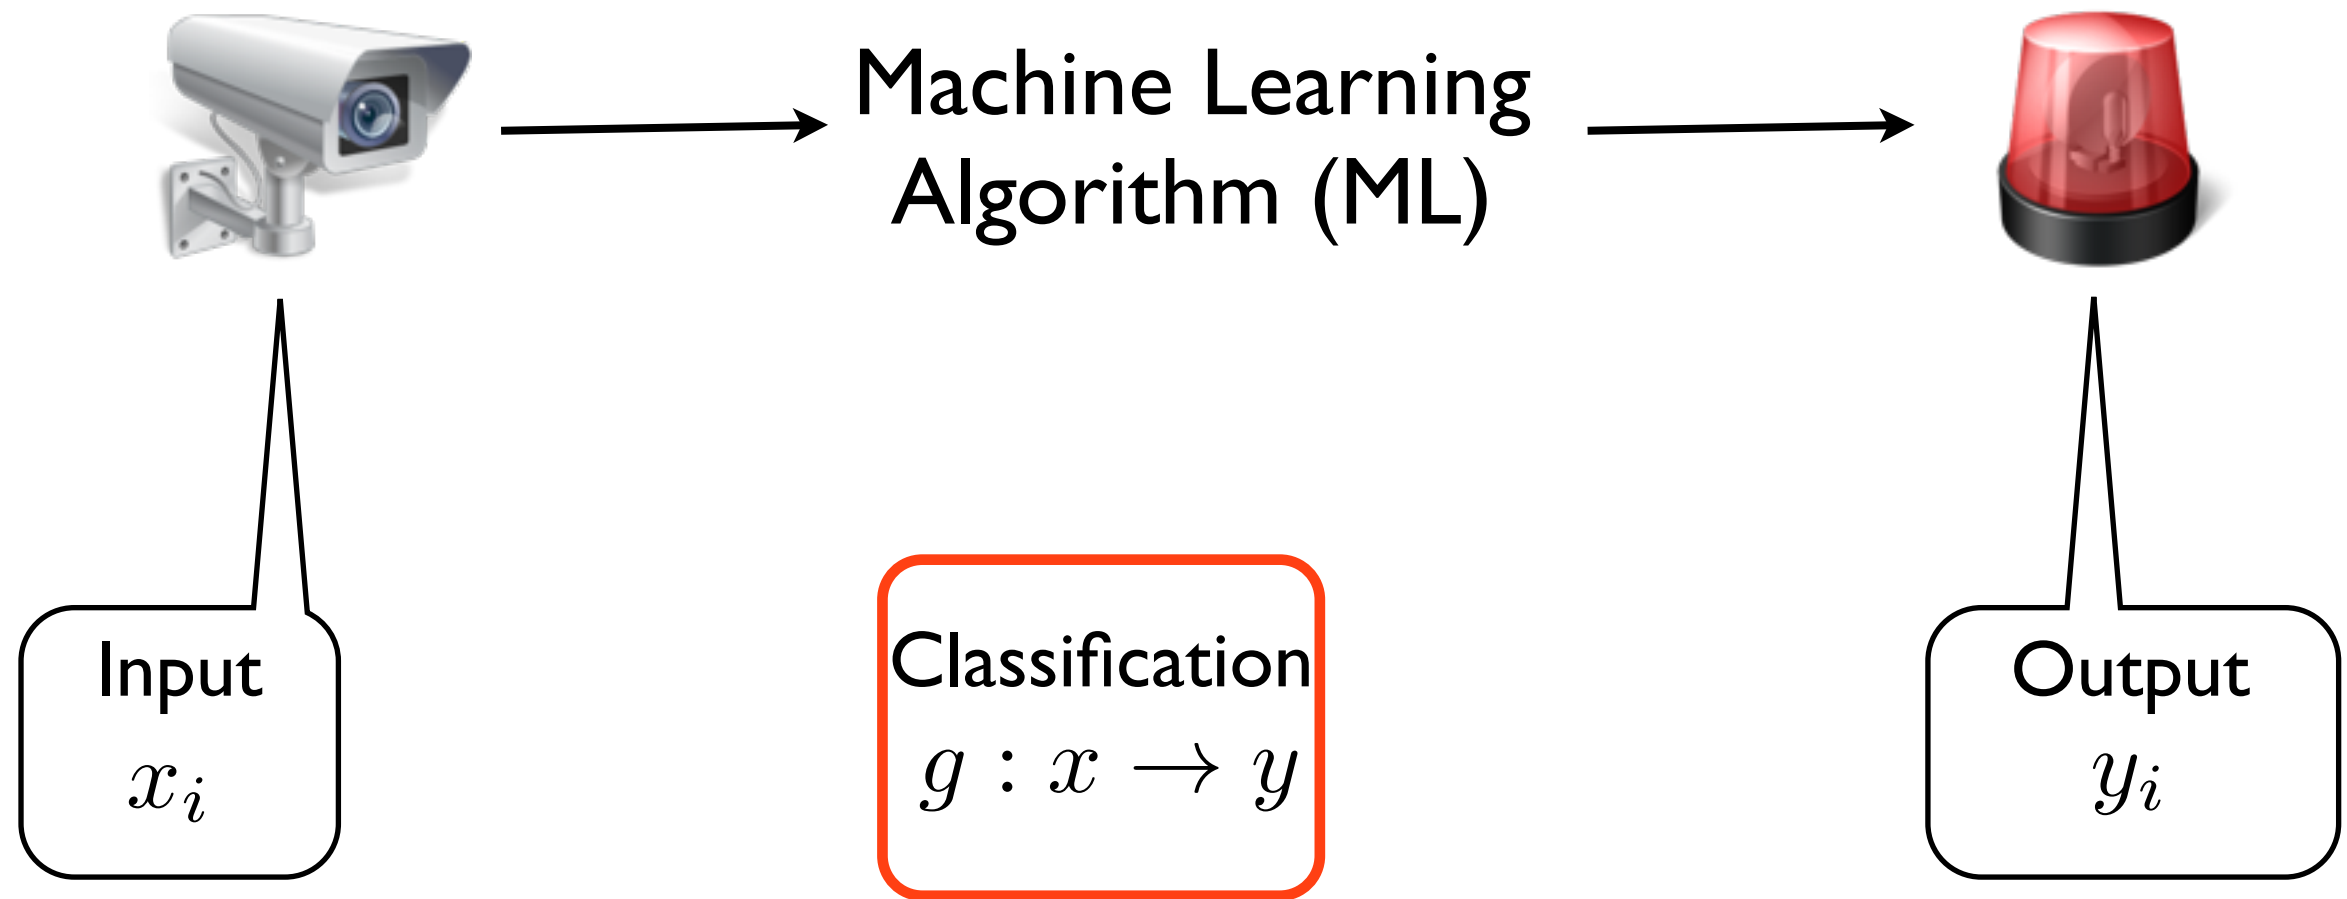 Machine Learning
Algorithm (ML)
Input
x_i
Classification
g : x → y
Output
y_i